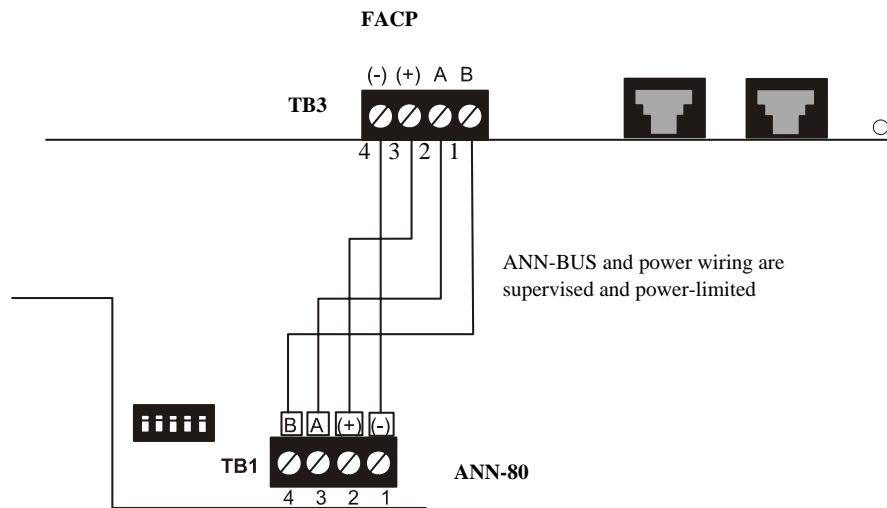 FACP
(-) (+) A B
TB3
4 3 2 1
ANN-BUS and power wiring are
supervised and power-limited
B A (+) (-)
TB1
ANN-80
4 3 2 1